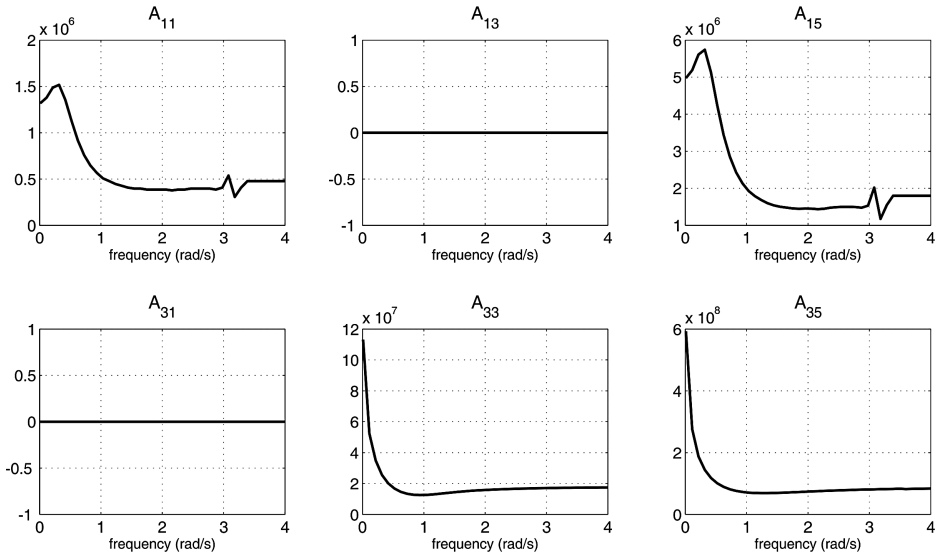 A11 A13 A15
x 10^6 x 10^6
2 1 6
1.5 0.5 5
4
1 0
3
0.5 -0.5 2
0 -1 1
0 1 2 3 4 0 1 2 3 4 0 1 2 3 4
frequency (rad/s) frequency (rad/s) frequency (rad/s)
A31 A33 A35
x 10^7 x 10^8
1 12 6
0.5 10
8 4
0 6
4 2
-0.5 2
-1 0 0
0 1 2 3 4 0 1 2 3 4 0 1 2 3 4
frequency (rad/s) frequency (rad/s) frequency (rad/s)